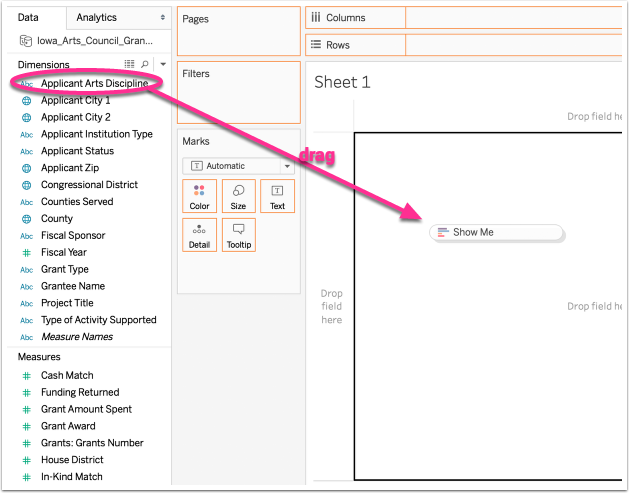 Data
Analytics
Iowa_Arts_Council_Gran...
Dimensions
Abc Applicant Arts Discipline
Applicant City 1
Applicant City 2
Abc Applicant Institution Type
Abc Applicant Status
Applicant Zip
Congressional District
Abc Counties Served
County
Abc Fiscal Sponsor
# Fiscal Year
Abc Grant Type
Abc Grantee Name
Abc Project Title
Abc Type of Activity Supported
Abc Measure Names
Measures
# Cash Match
# Funding Returned
# Grant Amount Spent
# Grant Award
# Grants: Grants Number
# House District
# In-Kind Match
Pages
Filters
Marks
T Automatic
Color
Size
T Text
Detail
Tooltip
Columns
Rows
Sheet 1
Drop field he
drag
Show Me
Drop
field
here
Drop field he